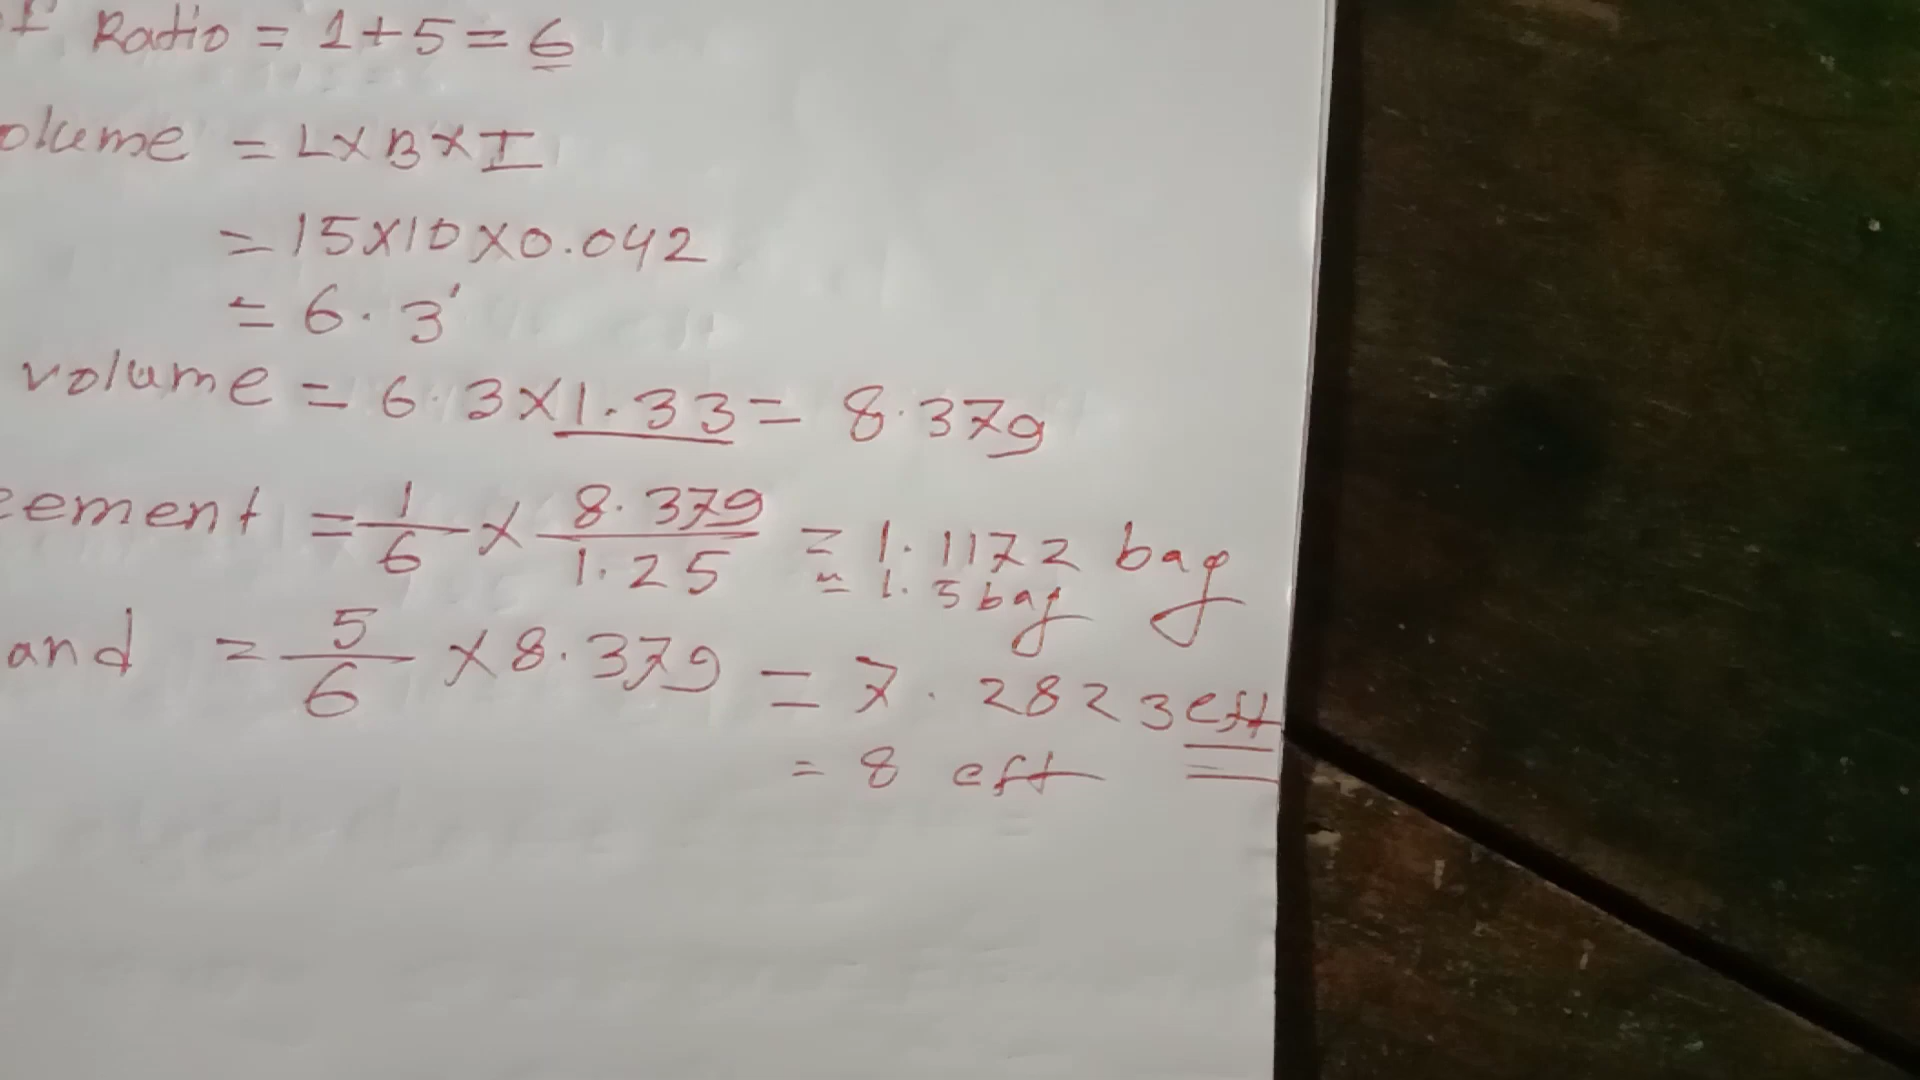 Ratio = 1+5=6
olume = L×B×I
= 15×10×0.042
= 6.3'
volume = 6.3×1.33= 8.379
cement = 1/6 × 8.379/1.25 = 1.1172 bag
= 1.5 bag
and = 5/6 ×8.379 = 7.2823 cft
= 8 cft